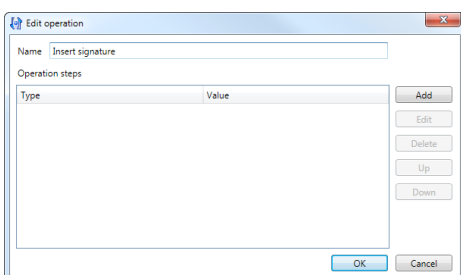 Edit operation
Name Insert signature
Operation steps
Type Value
Add
Edit
Delete
Up
Down
OK Cancel